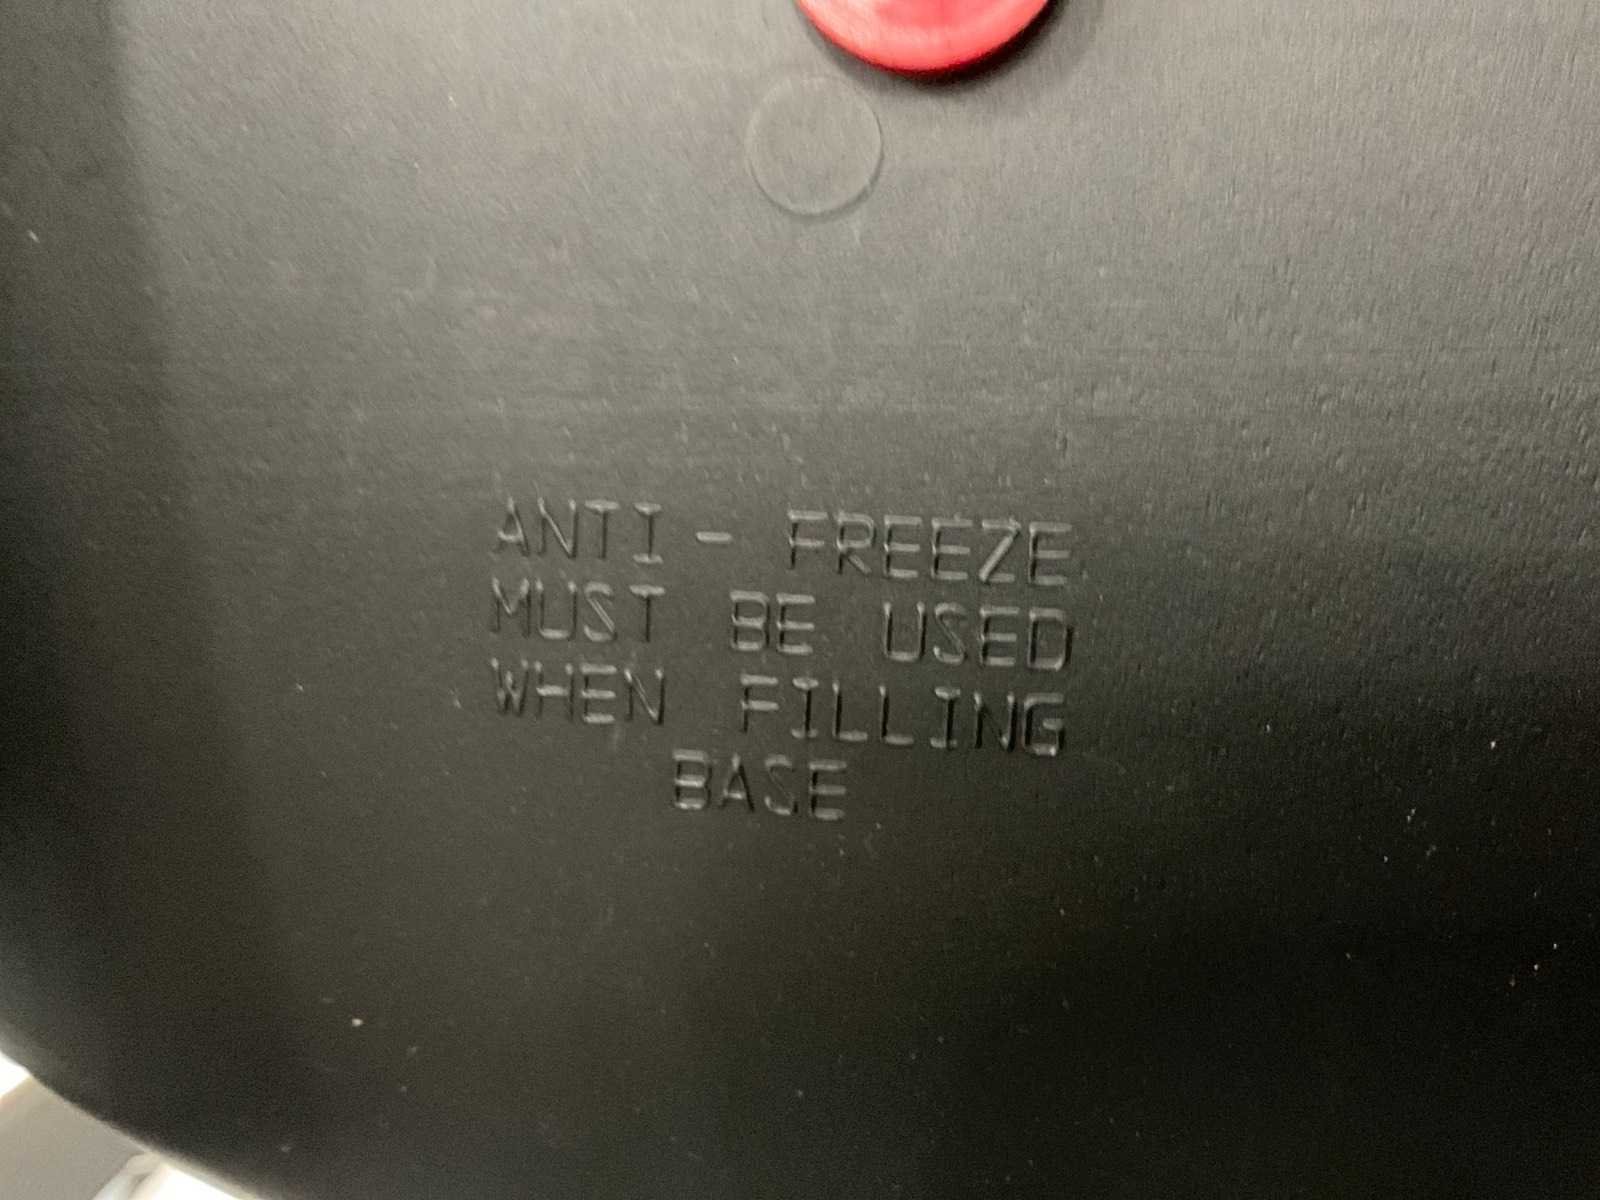 ANTI - FREEZE
MUST BE USED
WHEN FILLING
BASE